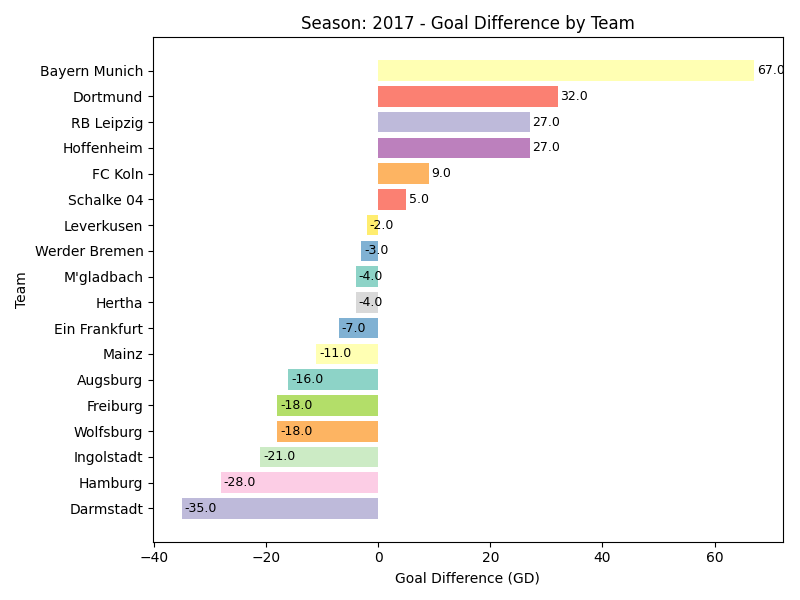 Season: 2017 - Goal Difference by Team
Bayern Munich 67.0
Dortmund 32.0
RB Leipzig 27.0
Hoffenheim 27.0
FC Koln 9.0
Schalke 04 5.0
Leverkusen -2.0
Werder Bremen -3.0
M'gladbach -4.0
Hertha -4.0
Ein Frankfurt -7.0
Mainz -11.0
Augsburg -16.0
Freiburg -18.0
Wolfsburg -18.0
Ingolstadt -21.0
Hamburg -28.0
Darmstadt -35.0
Team
−40 −20 0 20 40 60
Goal Difference (GD)